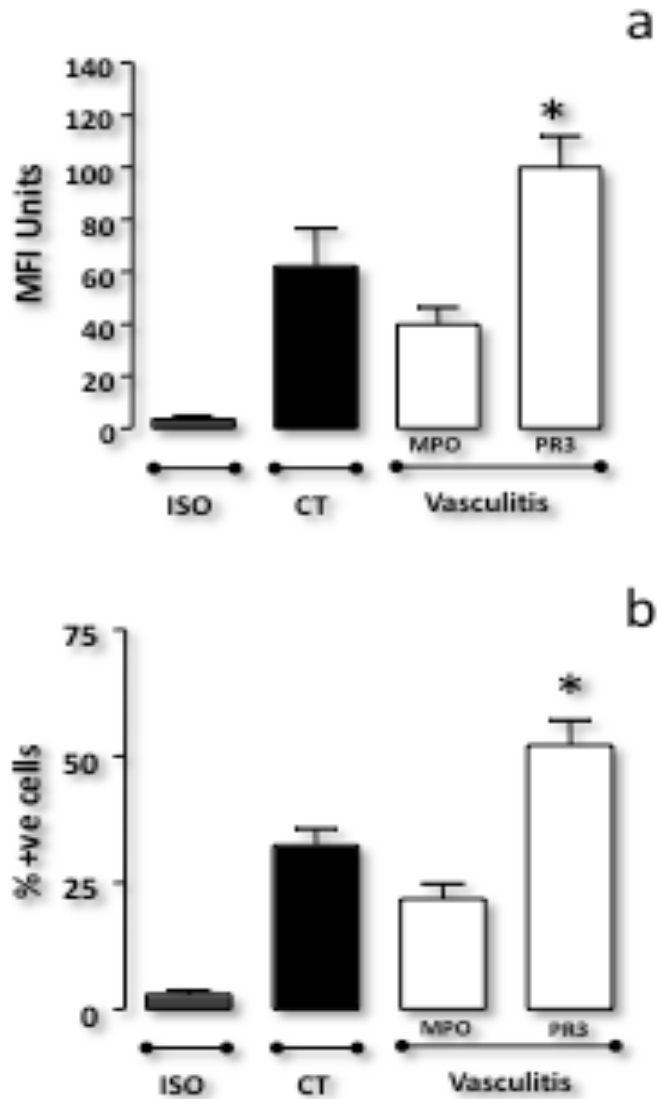 a
140
120
100
80
60
40
20
0
MFI Units
*
MPO PR3
ISO CT Vasculitis
b
75
50
25
0
% +ve cells
*
MPO PR3
ISO CT Vasculitis